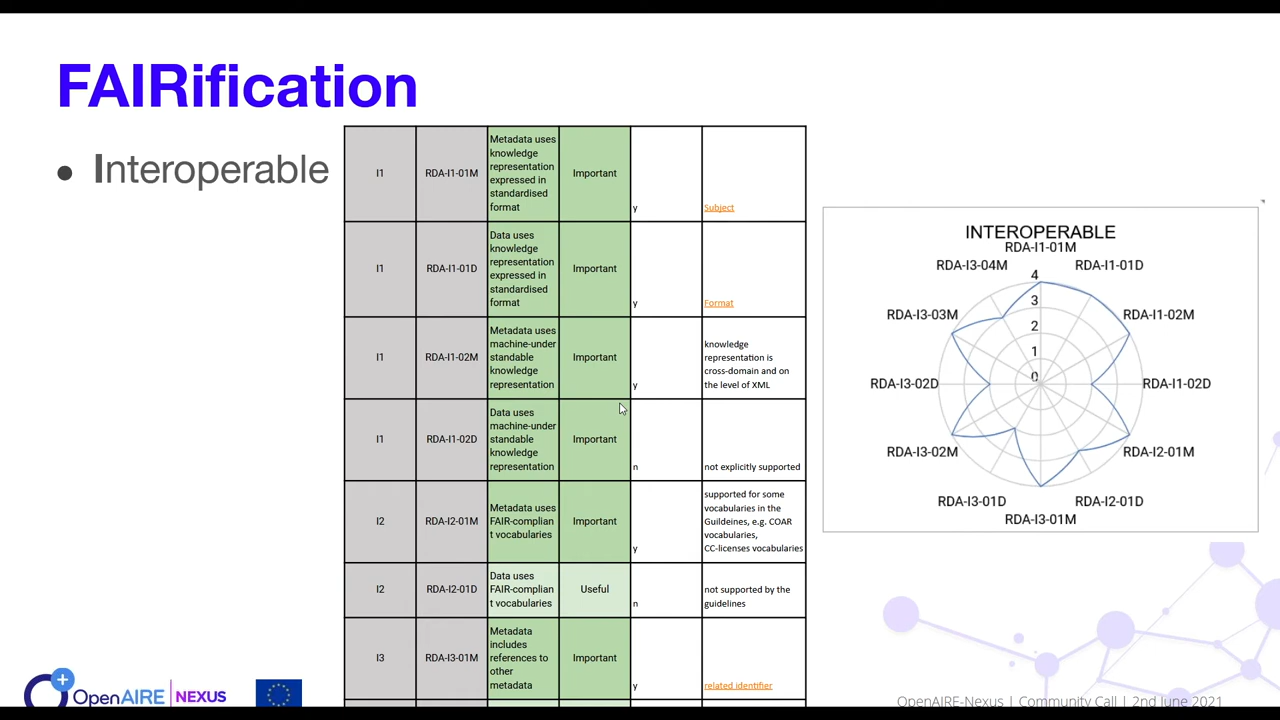 FAIRification
• Interoperable
I1
RDA-I1-01M
Metadata uses
knowledge
representation
expressed in
standardised
format
Important
y
Subject
I1
RDA-I1-01D
Data uses
knowledge
representation
expressed in
standardised
format
Important
y
Format
I1
RDA-I1-02M
Metadata uses
machine-under
standable
knowledge
representation
Important
y
knowledge
representation is
cross-domain and on
the level of XML
I1
RDA-I1-02D
Data uses
machine-under
standable
knowledge
representation
Important
n
not explicitly supported
I2
RDA-I2-01M
Metadata uses
FAIR-complian
t vocabularies
Important
y
supported for some
vocabularies in the
Guildeines, e.g. COAR
vocabularies,
CC-licenses vocabularies
I2
RDA-I2-01D
Data uses
FAIR-complian
t vocabularies
Useful
n
not supported by the
guidelines
I3
RDA-I3-01M
Metadata
includes
references to
other
metadata
Important
y
related identifier
INTEROPERABLE
RDA-I1-01M
RDA-I3-04M
RDA-I1-01D
4
3
2
1
0
RDA-I3-03M
RDA-I1-02M
RDA-I3-02D
RDA-I1-02D
RDA-I3-02M
RDA-I2-01M
RDA-I3-01D
RDA-I2-01D
RDA-I3-01M
OpenAIRE | NEXUS
OpenAIRE-Nexus | Community Call | 2nd June 2021